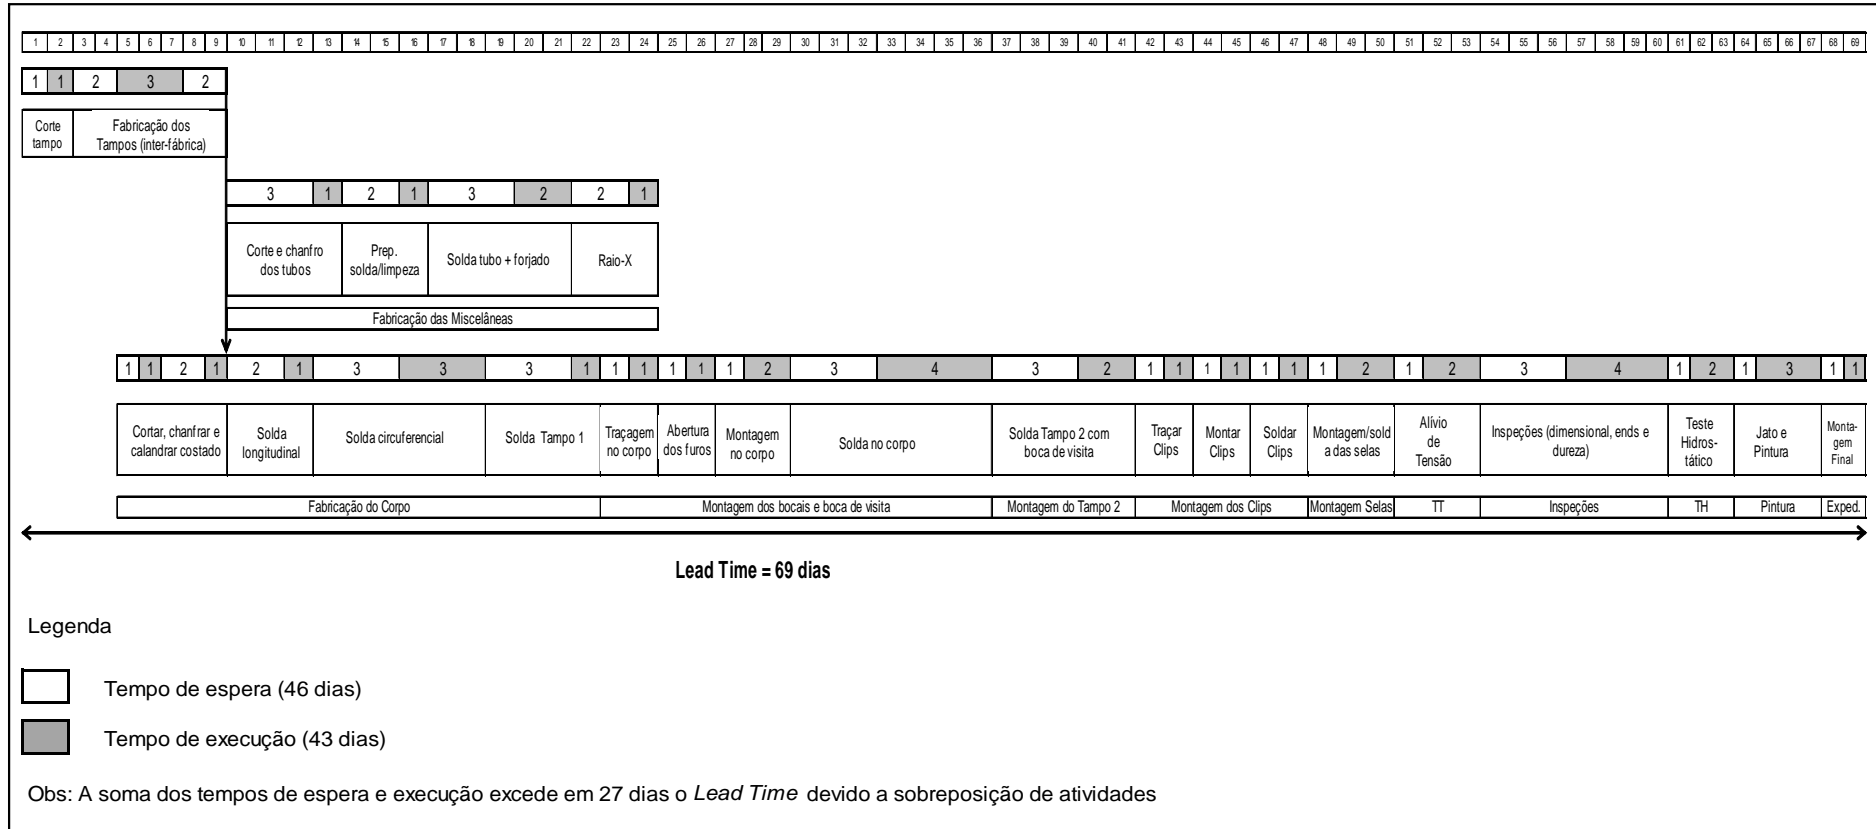 1 2 3 4 5 6 7 8 9 10 11 12 13 14 15 16 17 18 19 20 21 22 23 24 25 26 27 28 29 30 31 32 33 34 35 36 37 38 39 40 41 42 43 44 45 46 47 48 49 50 51 52 53 54 55 56 57 58 59 60 61 62 63 64 65 66 67 68 69
1 1 2 3 2
Corte
tampo
Fabricação dos
Tampos (inter-fábrica)
3 1 2 1 3 2 2 1
Corte e chanfro
dos tubos
Prep.
solda/limpeza
Solda tubo + forjado
Raio-X
Fabricação das Miscelâneas
1 1 2 1 2 1 3 3 3 1 1 1 1 1 1 2 3 4 3 2 1 1 1 1 1 1 1 2 1 2 3 4 1 2 1 3 1 1
Cortar, chanfrar e
calandrar costado
Solda
longitudinal
Solda circuferencial
Solda Tampo 1
Traçagem
no corpo
Abertura
dos furos
Montagem
no corpo
Solda no corpo
Solda Tampo 2 com
boca de visita
Traçar
Clips
Montar
Clips
Soldar
Clips
Montagem/sold
a das selas
Alívio
de
Tensão
Inspeções (dimensional, ends e
dureza)
Teste
Hidros-
tático
Jato e
Pintura
Monta-
gem
Final
Fabricação do Corpo
Montagem dos bocais e boca de visita
Montagem do Tampo 2
Montagem dos Clips
Montagem Selas
TT
Inspeções
TH
Pintura
Exped.
Lead Time = 69 dias
Legenda
Tempo de espera (46 dias)
Tempo de execução (43 dias)
Obs: A soma dos tempos de espera e execução excede em 27 dias o Lead Time devido a sobreposição de atividades